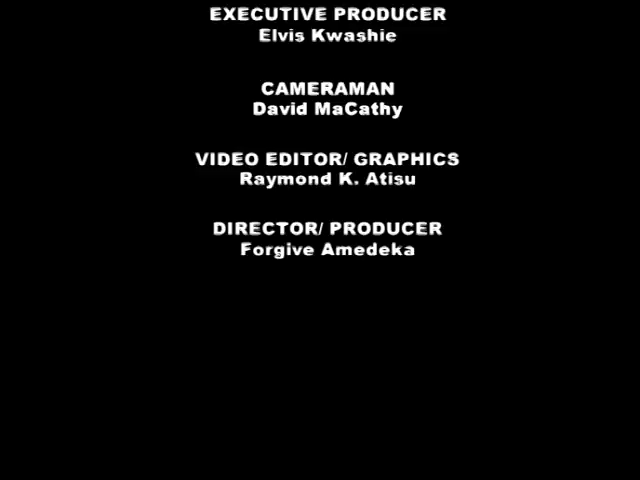 EXECUTIVE PRODUCER
Elvis Kwashie
CAMERAMAN
David MaCathy
VIDEO EDITOR/ GRAPHICS
Raymond K. Atisu
DIRECTOR/ PRODUCER
Forgive Amedeka